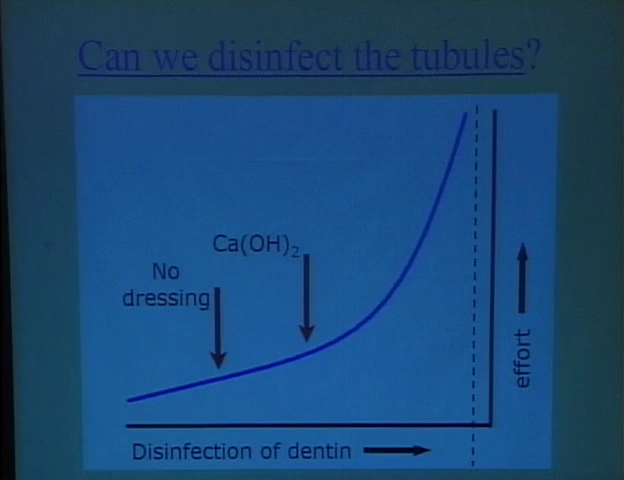 Can we disinfect the tubules?
Ca(OH)₂
No
dressing
effort
Disinfection of dentin